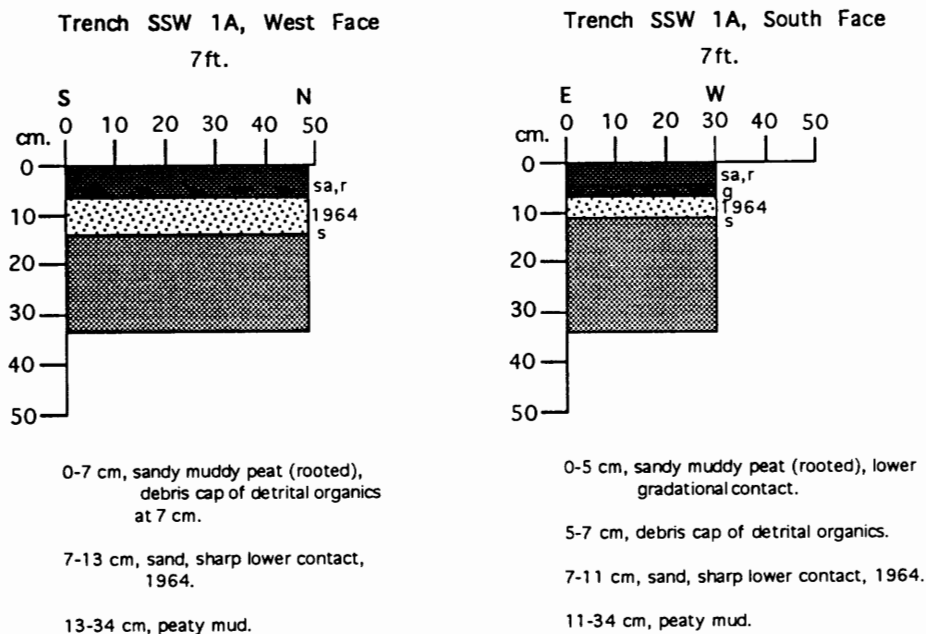 Trench SSW 1A, West Face
7ft.
S N
0 10 20 30 40 50
cm.
0
10
20
30
40
50
sa,r
1964
s
0-7 cm, sandy muddy peat (rooted),
debris cap of detrital organics
at 7 cm.
7-13 cm, sand, sharp lower contact,
1964.
13-34 cm, peaty mud.
Trench SSW 1A, South Face
7ft.
E W
0 10 20 30 40 50
cm.
0
10
20
30
40
50
sa,r
g
1964
s
0-5 cm, sandy muddy peat (rooted), lower
gradational contact.
5-7 cm, debris cap of detrital organics.
7-11 cm, sand, sharp lower contact, 1964.
11-34 cm, peaty mud.